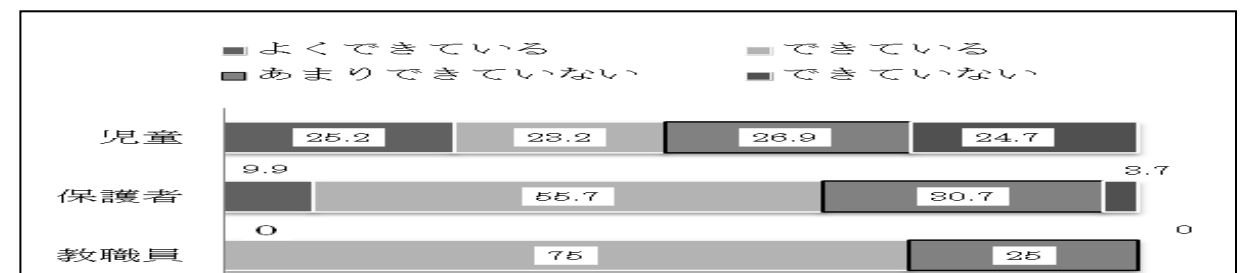 よくできている できている
あまりできていない できていない
児童 25.2 23.2 26.9 24.7
9.9 3.7
保護者 55.7 30.7
0 0
教職員 75 25